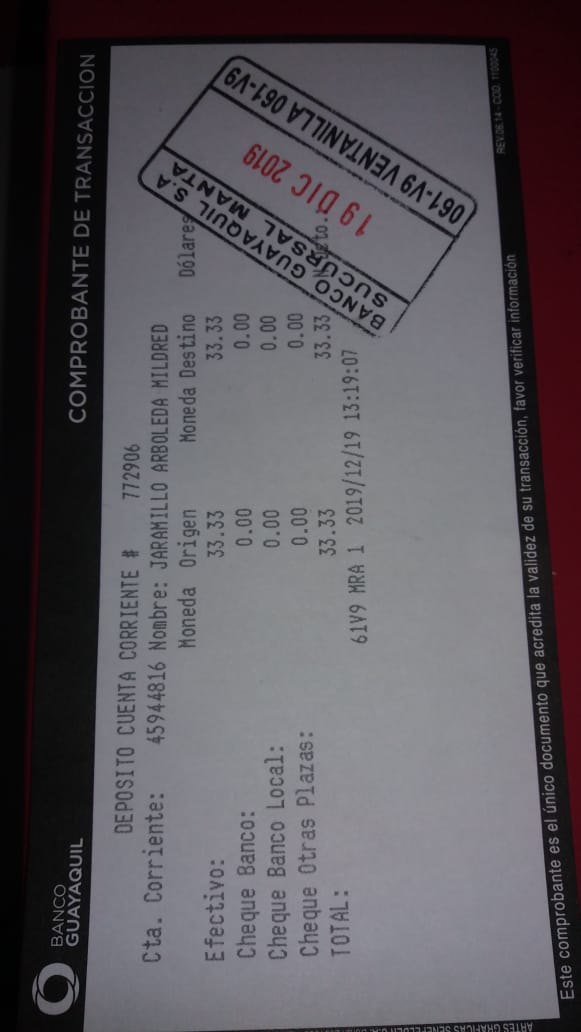 BANCO
GUAYAQUIL
COMPROBANTE DE TRANSACCION
DEPOSITO CUENTA CORRIENTE # 772906
Cta. Corriente: 45944816 Nombre: JARAMILLO ARBOLEDA MILDRED
Moneda Origen Moneda Destino Dólares
Efectivo: 33.33 33.33
Cheque Banco: 0.00 0.00
Cheque Banco Local: 0.00 0.00
Cheque Otras Plazas: 0.00 0.00
TOTAL: 33.33 33.33
61V9 MRA 1 2019/12/19 13:19:07
BANCO GUAYAQUIL S.A
SUCURSAL MANTA
19 DIC 2019
061-V9 VENTANILLA 061-V9
REV.06.14 - COD. 1100045
Este comprobante es el único documento que acredita la validez de su transacción, favor verificar información
ARTES GRAFICAS SENEFELDER C.A.